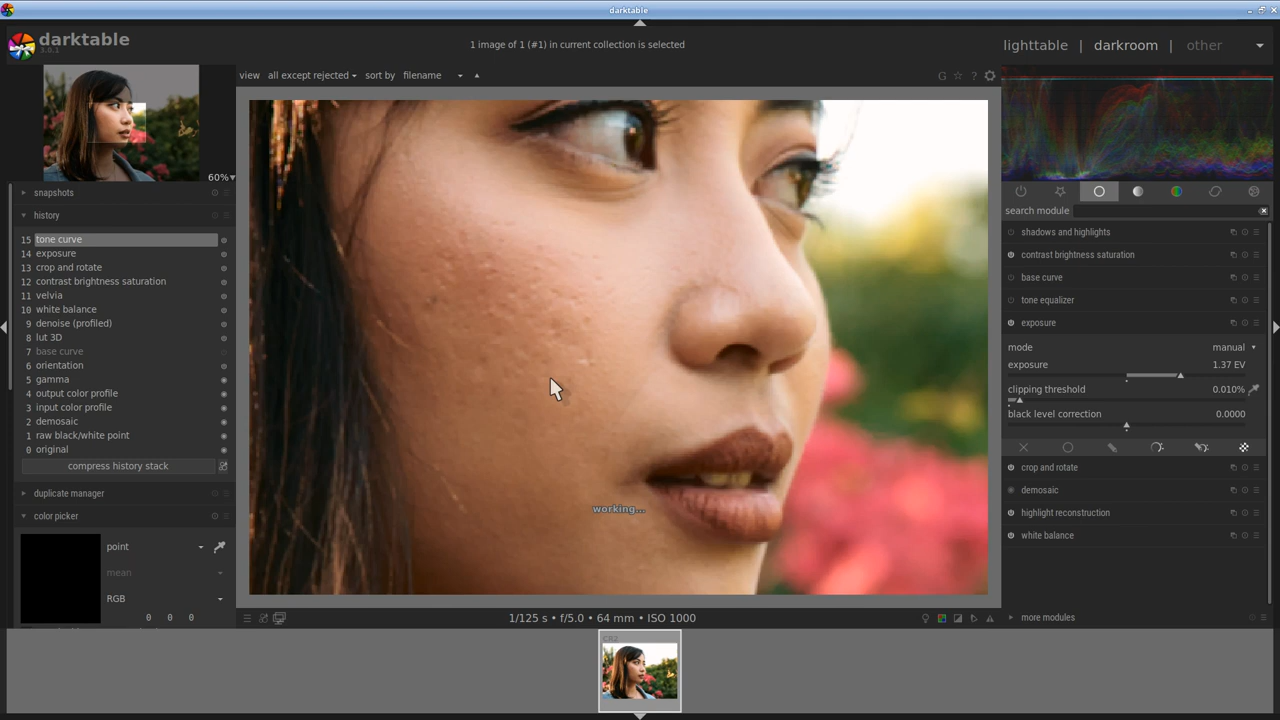 darktable
darktable
3.0.1
1 image of 1 (#1) in current collection is selected
lighttable | darkroom | other
view all except rejected sort by filename
G ☆ ?
60%
snapshots
history
15 tone curve
14 exposure
13 crop and rotate
12 contrast brightness saturation
11 velvia
10 white balance
9 denoise (profiled)
8 lut 3D
7 base curve
6 orientation
5 gamma
4 output color profile
3 input color profile
2 demosaic
1 raw black/white point
0 original
compress history stack
duplicate manager
color picker
point
mean
RGB
0 0 0
working...
1/125 s • f/5.0 • 64 mm • ISO 1000
search module
shadows and highlights
contrast brightness saturation
base curve
tone equalizer
exposure
mode manual
exposure 1.37 EV
clipping threshold 0.010%
black level correction 0.0000
crop and rotate
demosaic
highlight reconstruction
white balance
more modules
CR2